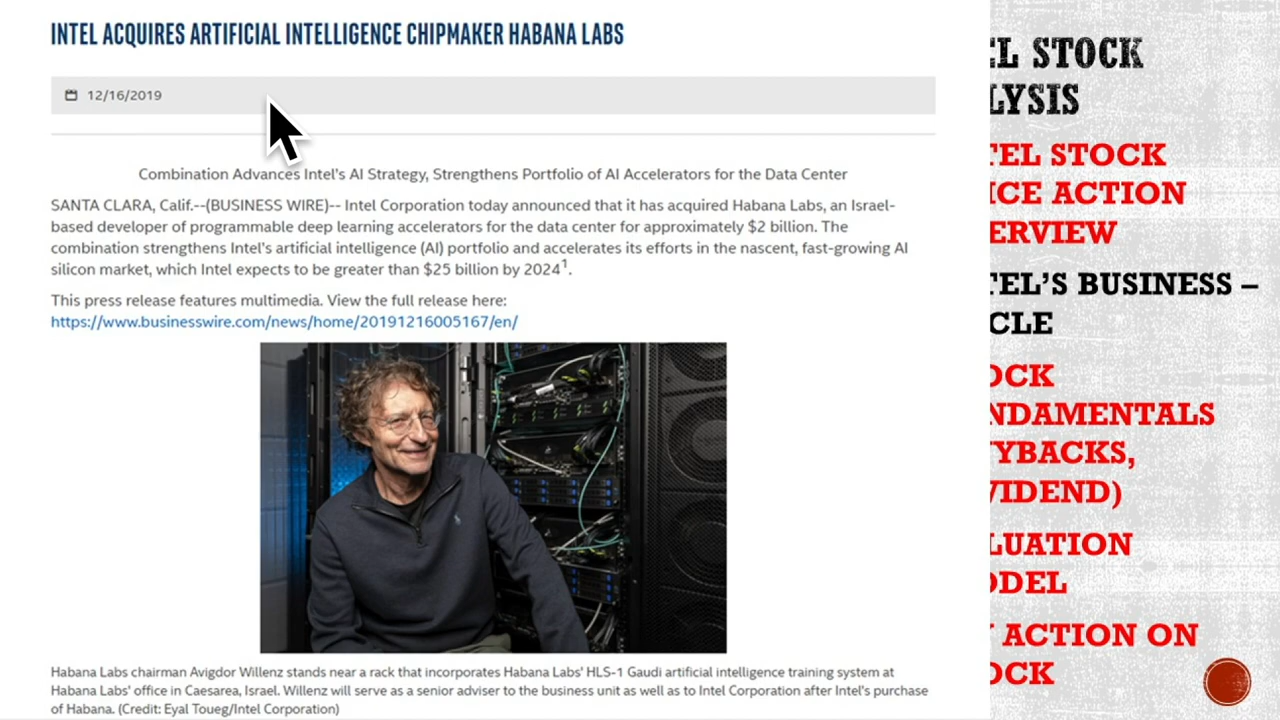 INTEL ACQUIRES ARTIFICIAL INTELLIGENCE CHIPMAKER HABANA LABS
12/16/2019
Combination Advances Intel's AI Strategy, Strengthens Portfolio of AI Accelerators for the Data Center
SANTA CLARA, Calif.--(BUSINESS WIRE)-- Intel Corporation today announced that it has acquired Habana Labs, an Israel-
based developer of programmable deep learning accelerators for the data center for approximately $2 billion. The
combination strengthens Intel's artificial intelligence (AI) portfolio and accelerates its efforts in the nascent, fast-growing AI
silicon market, which Intel expects to be greater than $25 billion by 2024¹.
This press release features multimedia. View the full release here:
https://www.businesswire.com/news/home/20191216005167/en/
Habana Labs chairman Avigdor Willenz stands near a rack that incorporates Habana Labs' HLS-1 Gaudi artificial intelligence training system at
Habana Labs' office in Caesarea, Israel. Willenz will serve as a senior adviser to the business unit as well as to Intel Corporation after Intel's purchase
of Habana. (Credit: Eyal Toueg/Intel Corporation)
EL STOCK
LYSIS
TEL STOCK
ICE ACTION
ERVIEW
TEL'S BUSINESS –
CLE
OCK
NDAMENTALS
YBACKS,
VIDEND)
LUATION
ODEL
ACTION ON
OCK